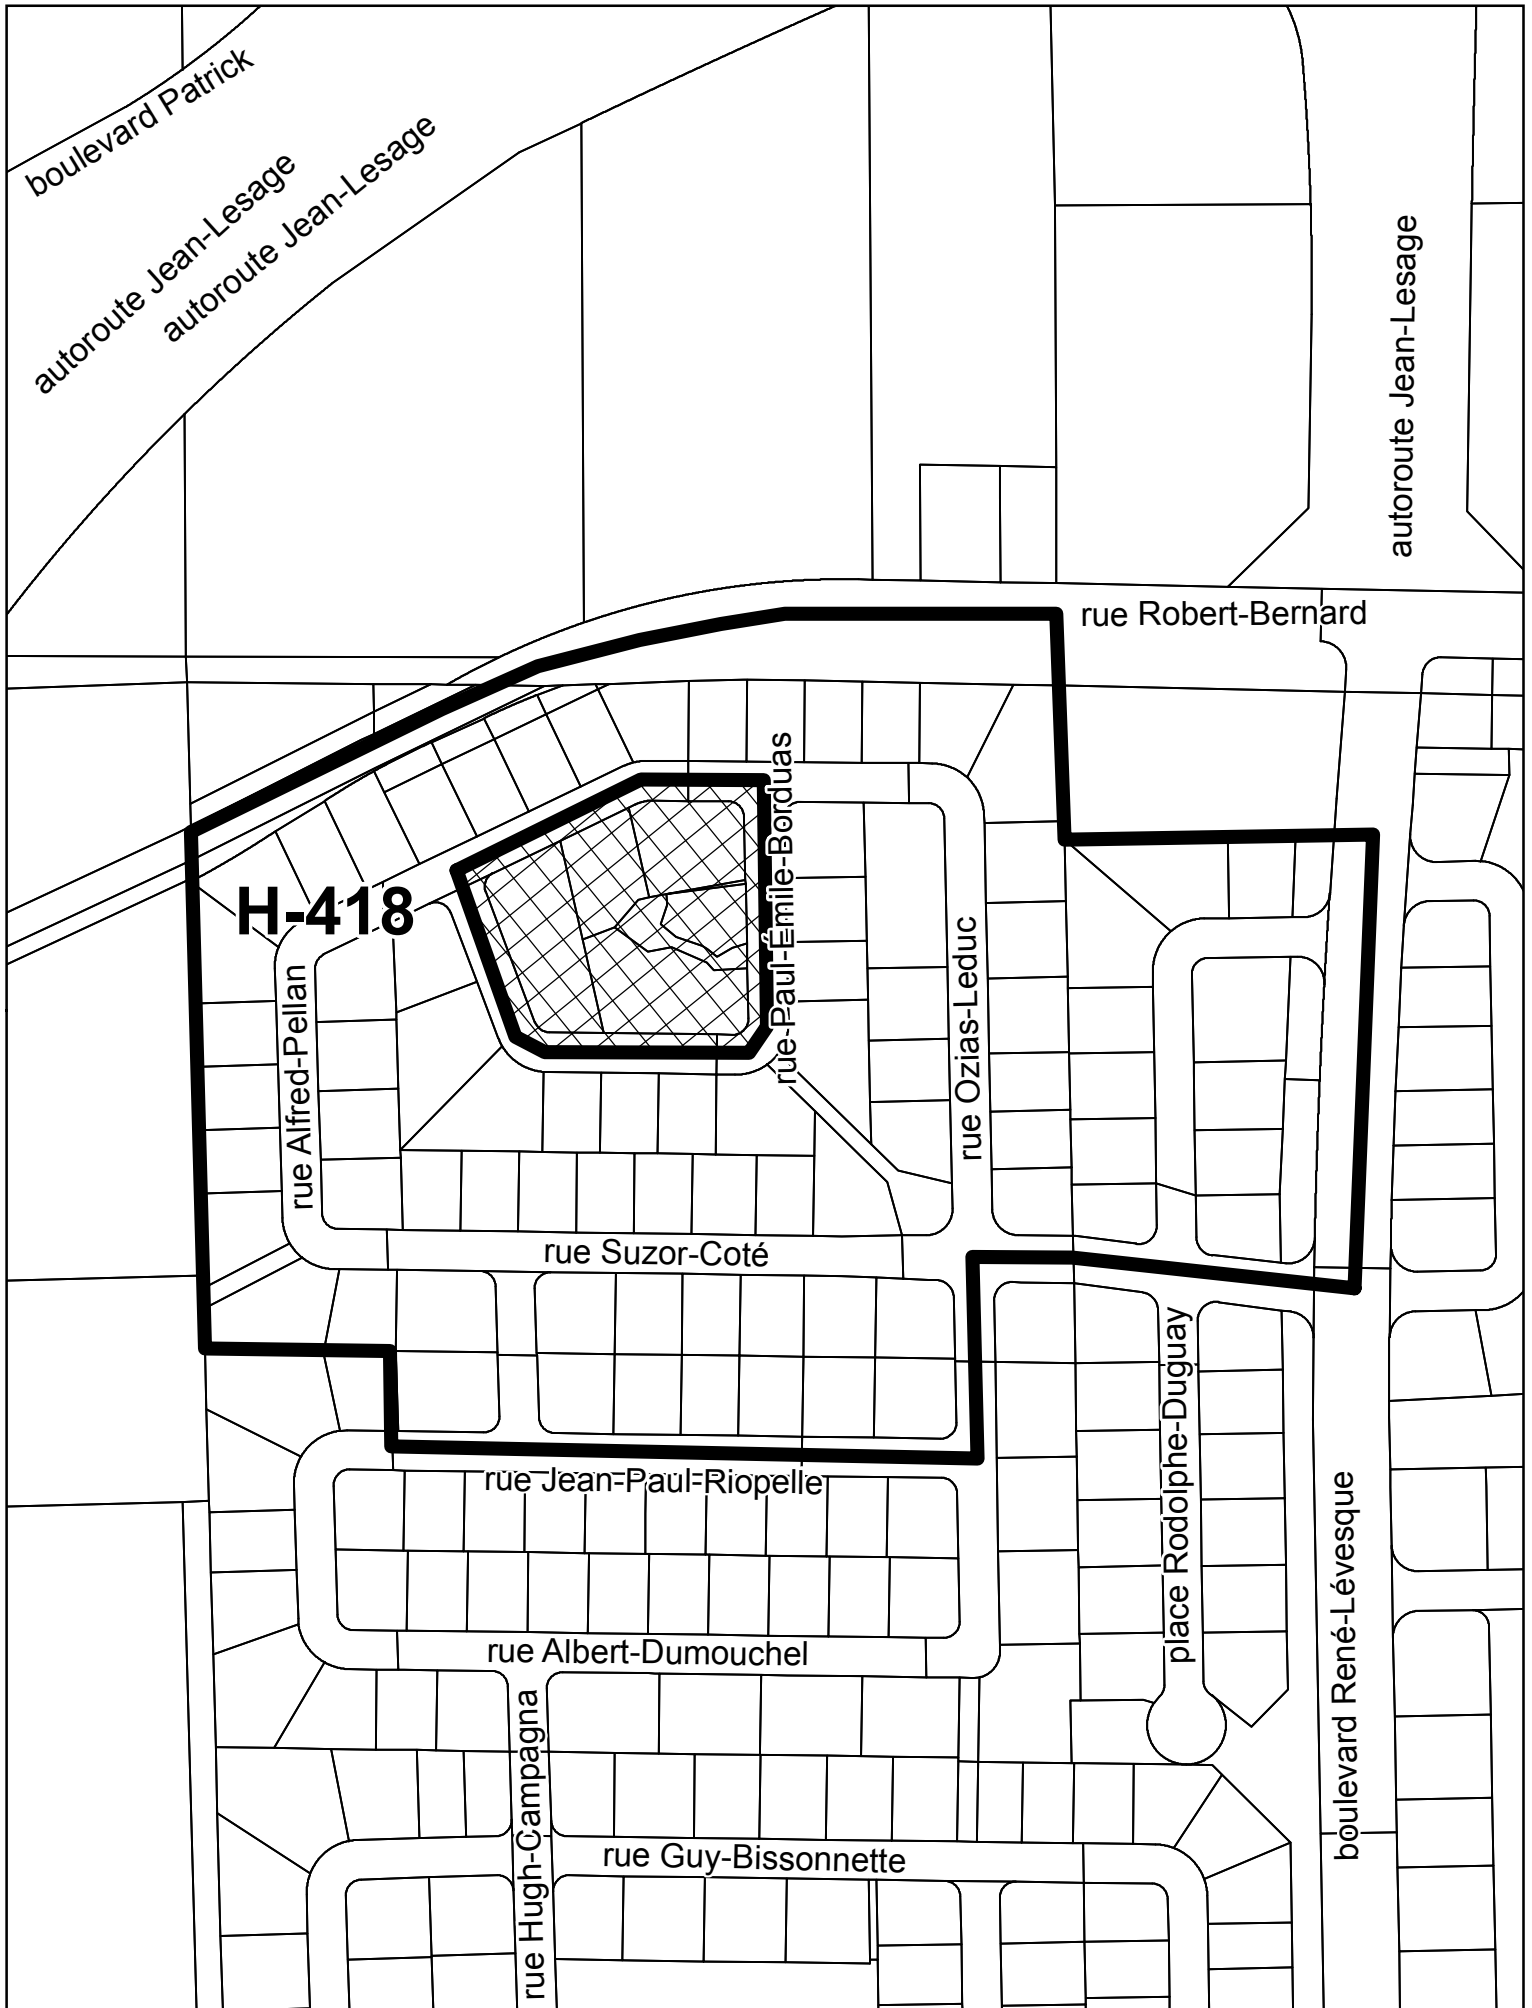 boulevard Patrick
autoroute Jean-Lesage
autoroute Jean-Lesage
autoroute Jean-Lesage
rue Robert-Bernard
rue-Paul-Émile-Borduas
H-418
rue Alfred-Pellan
rue Ozias-Leduc
rue Suzor-Coté
place Rodolphe-Duguay
rue Jean-Paul-Riopelle
boulevard René-Lévesque
rue Albert-Dumouchel
rue Hugh-Campagna
rue Guy-Bissonnette